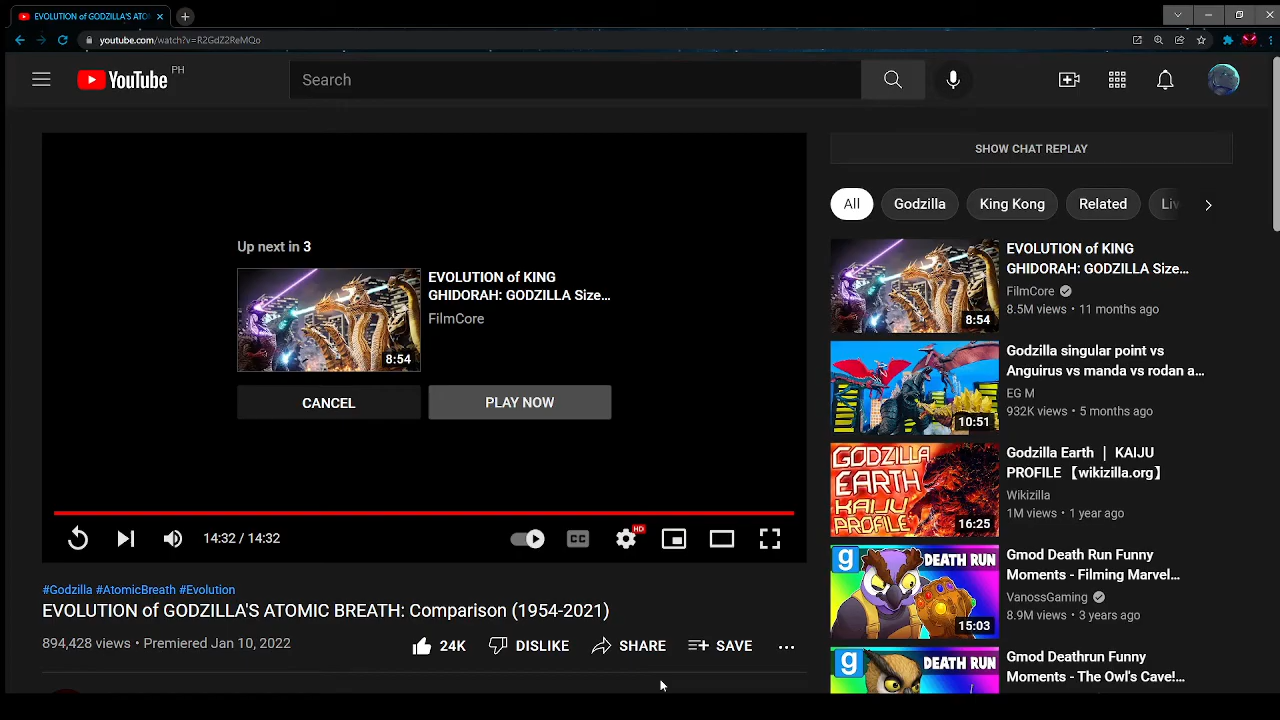 EVOLUTION of GODZILLA'S ATO
youtube.com/watch?v=R2GdZ2ReMQo
YouTube PH
Search
Up next in 3
8:54
EVOLUTION of KING
GHIDORAH: GODZILLA Size...
FilmCore
CANCEL
PLAY NOW
14:32 / 14:32
CC
HD
#Godzilla #AtomicBreath #Evolution
EVOLUTION of GODZILLA'S ATOMIC BREATH: Comparison (1954-2021)
894,428 views • Premiered Jan 10, 2022
24K
DISLIKE
SHARE
SAVE
SHOW CHAT REPLAY
All
Godzilla
King Kong
Related
Liv
8:54
EVOLUTION of KING
GHIDORAH: GODZILLA Size...
FilmCore
8.5M views • 11 months ago
10:51
Godzilla singular point vs
Anguirus vs manda vs rodan a...
EG M
932K views • 5 months ago
GODZILLA
EARTH
KAIJU
PROFILE
16:25
Godzilla Earth ｜ KAIJU
PROFILE【wikizilla.org】
Wikizilla
1M views • 1 year ago
g
DEATH RUN
15:03
Gmod Death Run Funny
Moments - Filming Marvel...
VanossGaming
8.9M views • 3 years ago
g
DEATH RUN
Gmod Deathrun Funny
Moments - The Owl's Cave!...